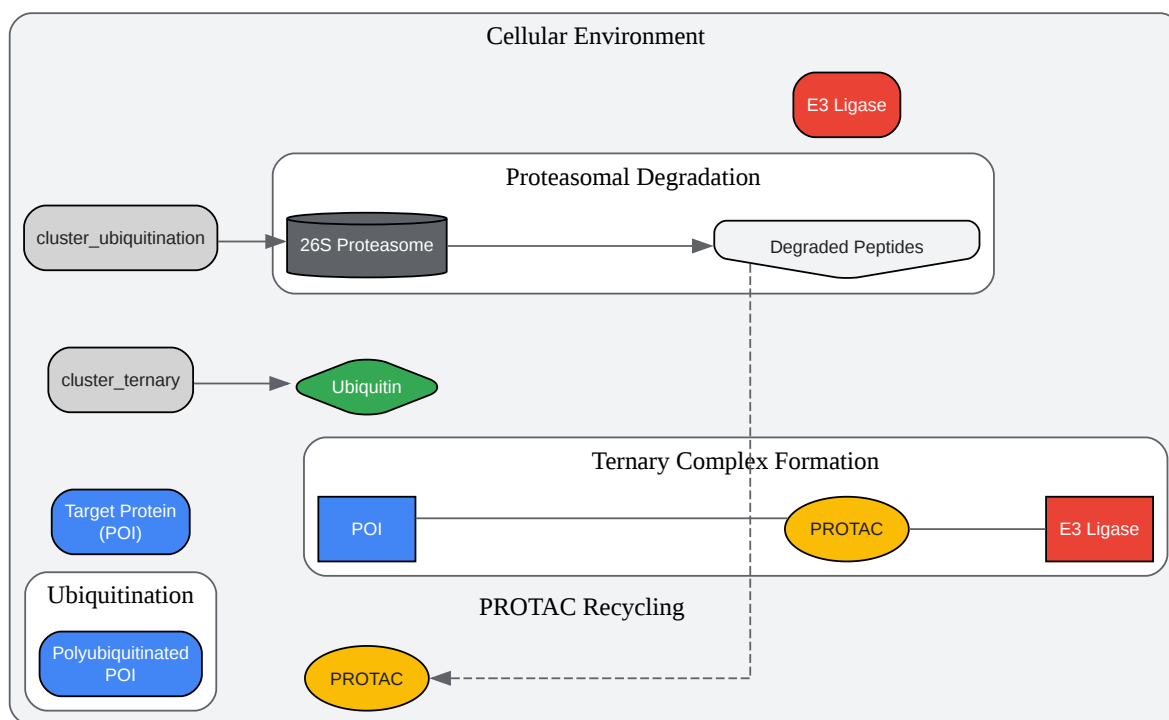 Cellular Environment
E3 Ligase
Proteasomal Degradation
cluster_ubiquitination
26S Proteasome
Degraded Peptides
cluster_ternary
Ubiquitin
Ternary Complex Formation
Target Protein
(POI)
POI
PROTAC
E3 Ligase
Ubiquitination
PROTAC Recycling
Polyubiquitinated
POI
PROTAC